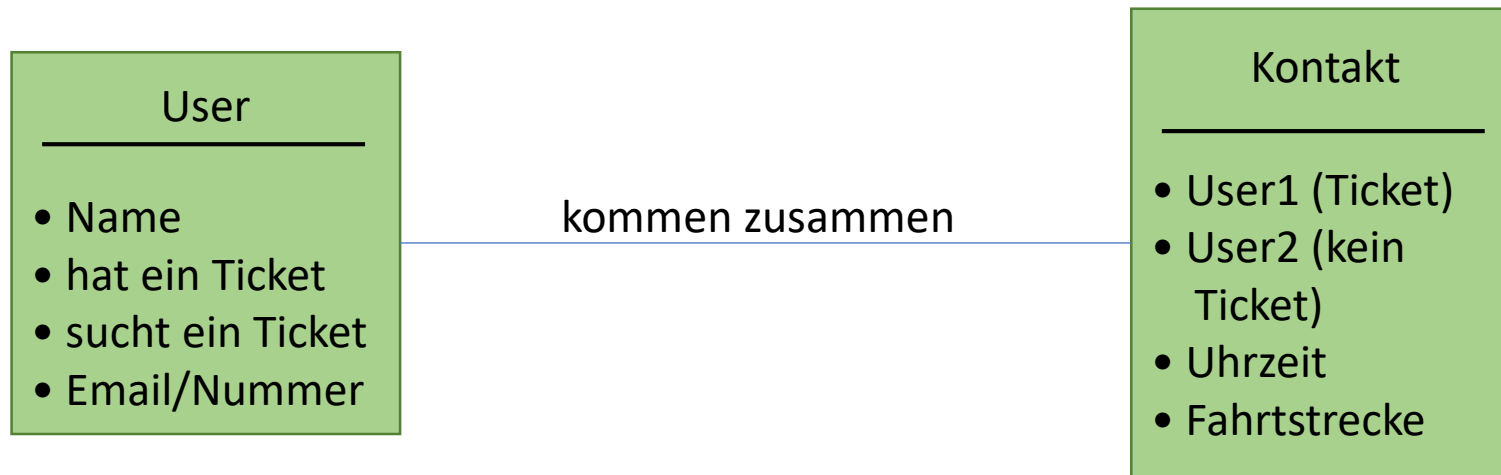 User
• Name
• hat ein Ticket
• sucht ein Ticket
• Email/Nummer
kommen zusammen
Kontakt
• User1 (Ticket)
• User2 (kein
Ticket)
• Uhrzeit
• Fahrtstrecke